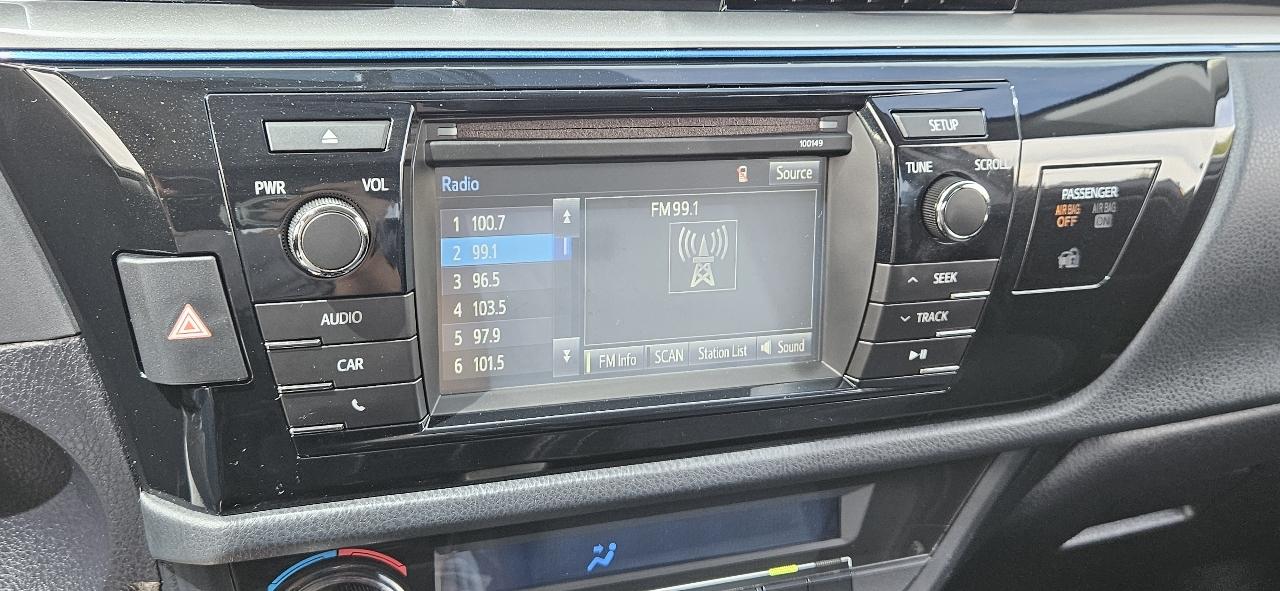 100149
SETUP
PWR
VOL
TUNE
SCROLL
Radio
Source
PASSENGER
AIR BAG OFF
AIR BAG ON
1 100.7
2 99.1
3 96.5
4 103.5
5 97.9
6 101.5
FM 99.1
FM Info
SCAN
Station List
Sound
AUDIO
CAR
SEEK
TRACK